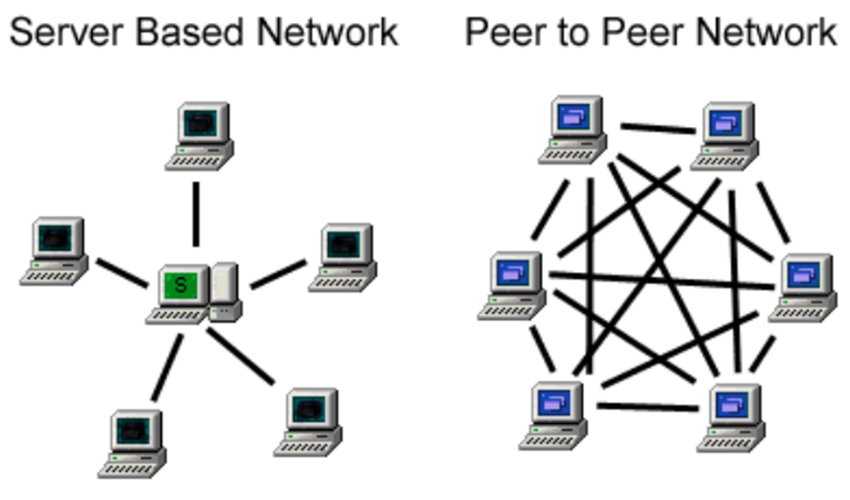 Server Based Network
Peer to Peer Network
S